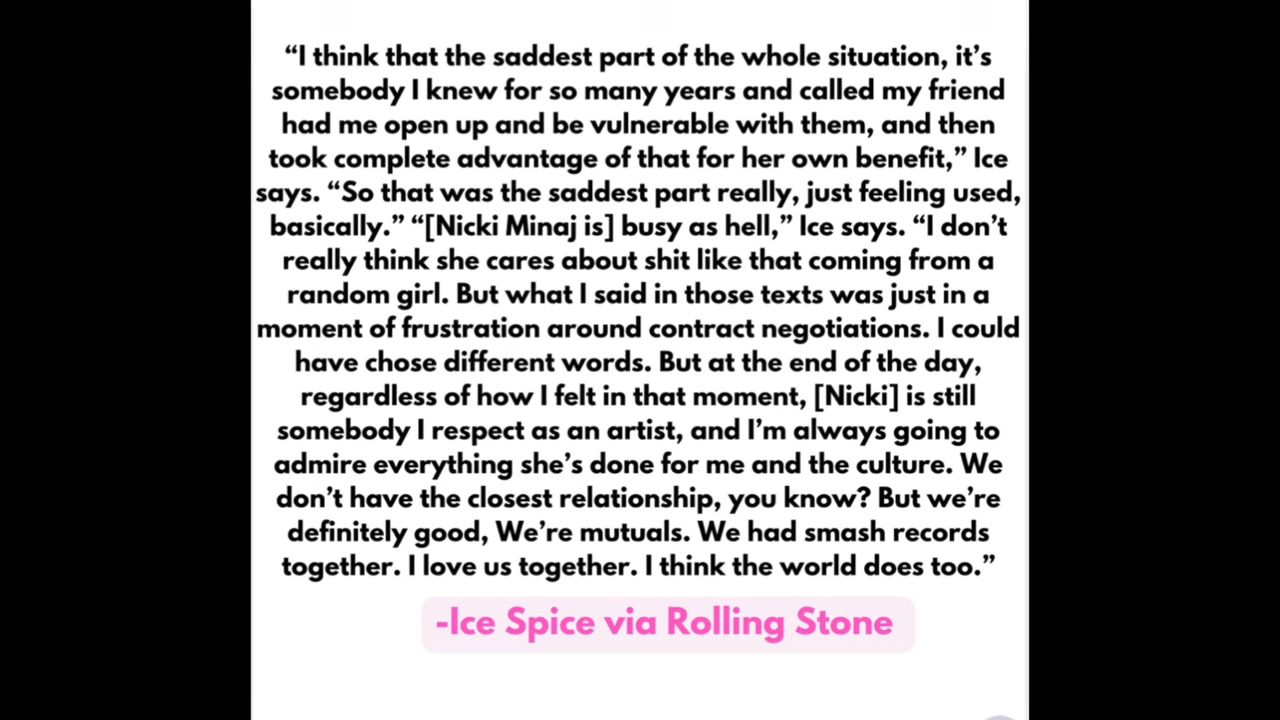 “I think that the saddest part of the whole situation, it’s
somebody I knew for so many years and called my friend
had me open up and be vulnerable with them, and then
took complete advantage of that for her own benefit,” Ice
says. “So that was the saddest part really, just feeling used,
basically.” “[Nicki Minaj is] busy as hell,” Ice says. “I don’t
really think she cares about shit like that coming from a
random girl. But what I said in those texts was just in a
moment of frustration around contract negotiations. I could
have chose different words. But at the end of the day,
regardless of how I felt in that moment, [Nicki] is still
somebody I respect as an artist, and I’m always going to
admire everything she’s done for me and the culture. We
don’t have the closest relationship, you know? But we’re
definitely good, We’re mutuals. We had smash records
together. I love us together. I think the world does too.”
-Ice Spice via Rolling Stone